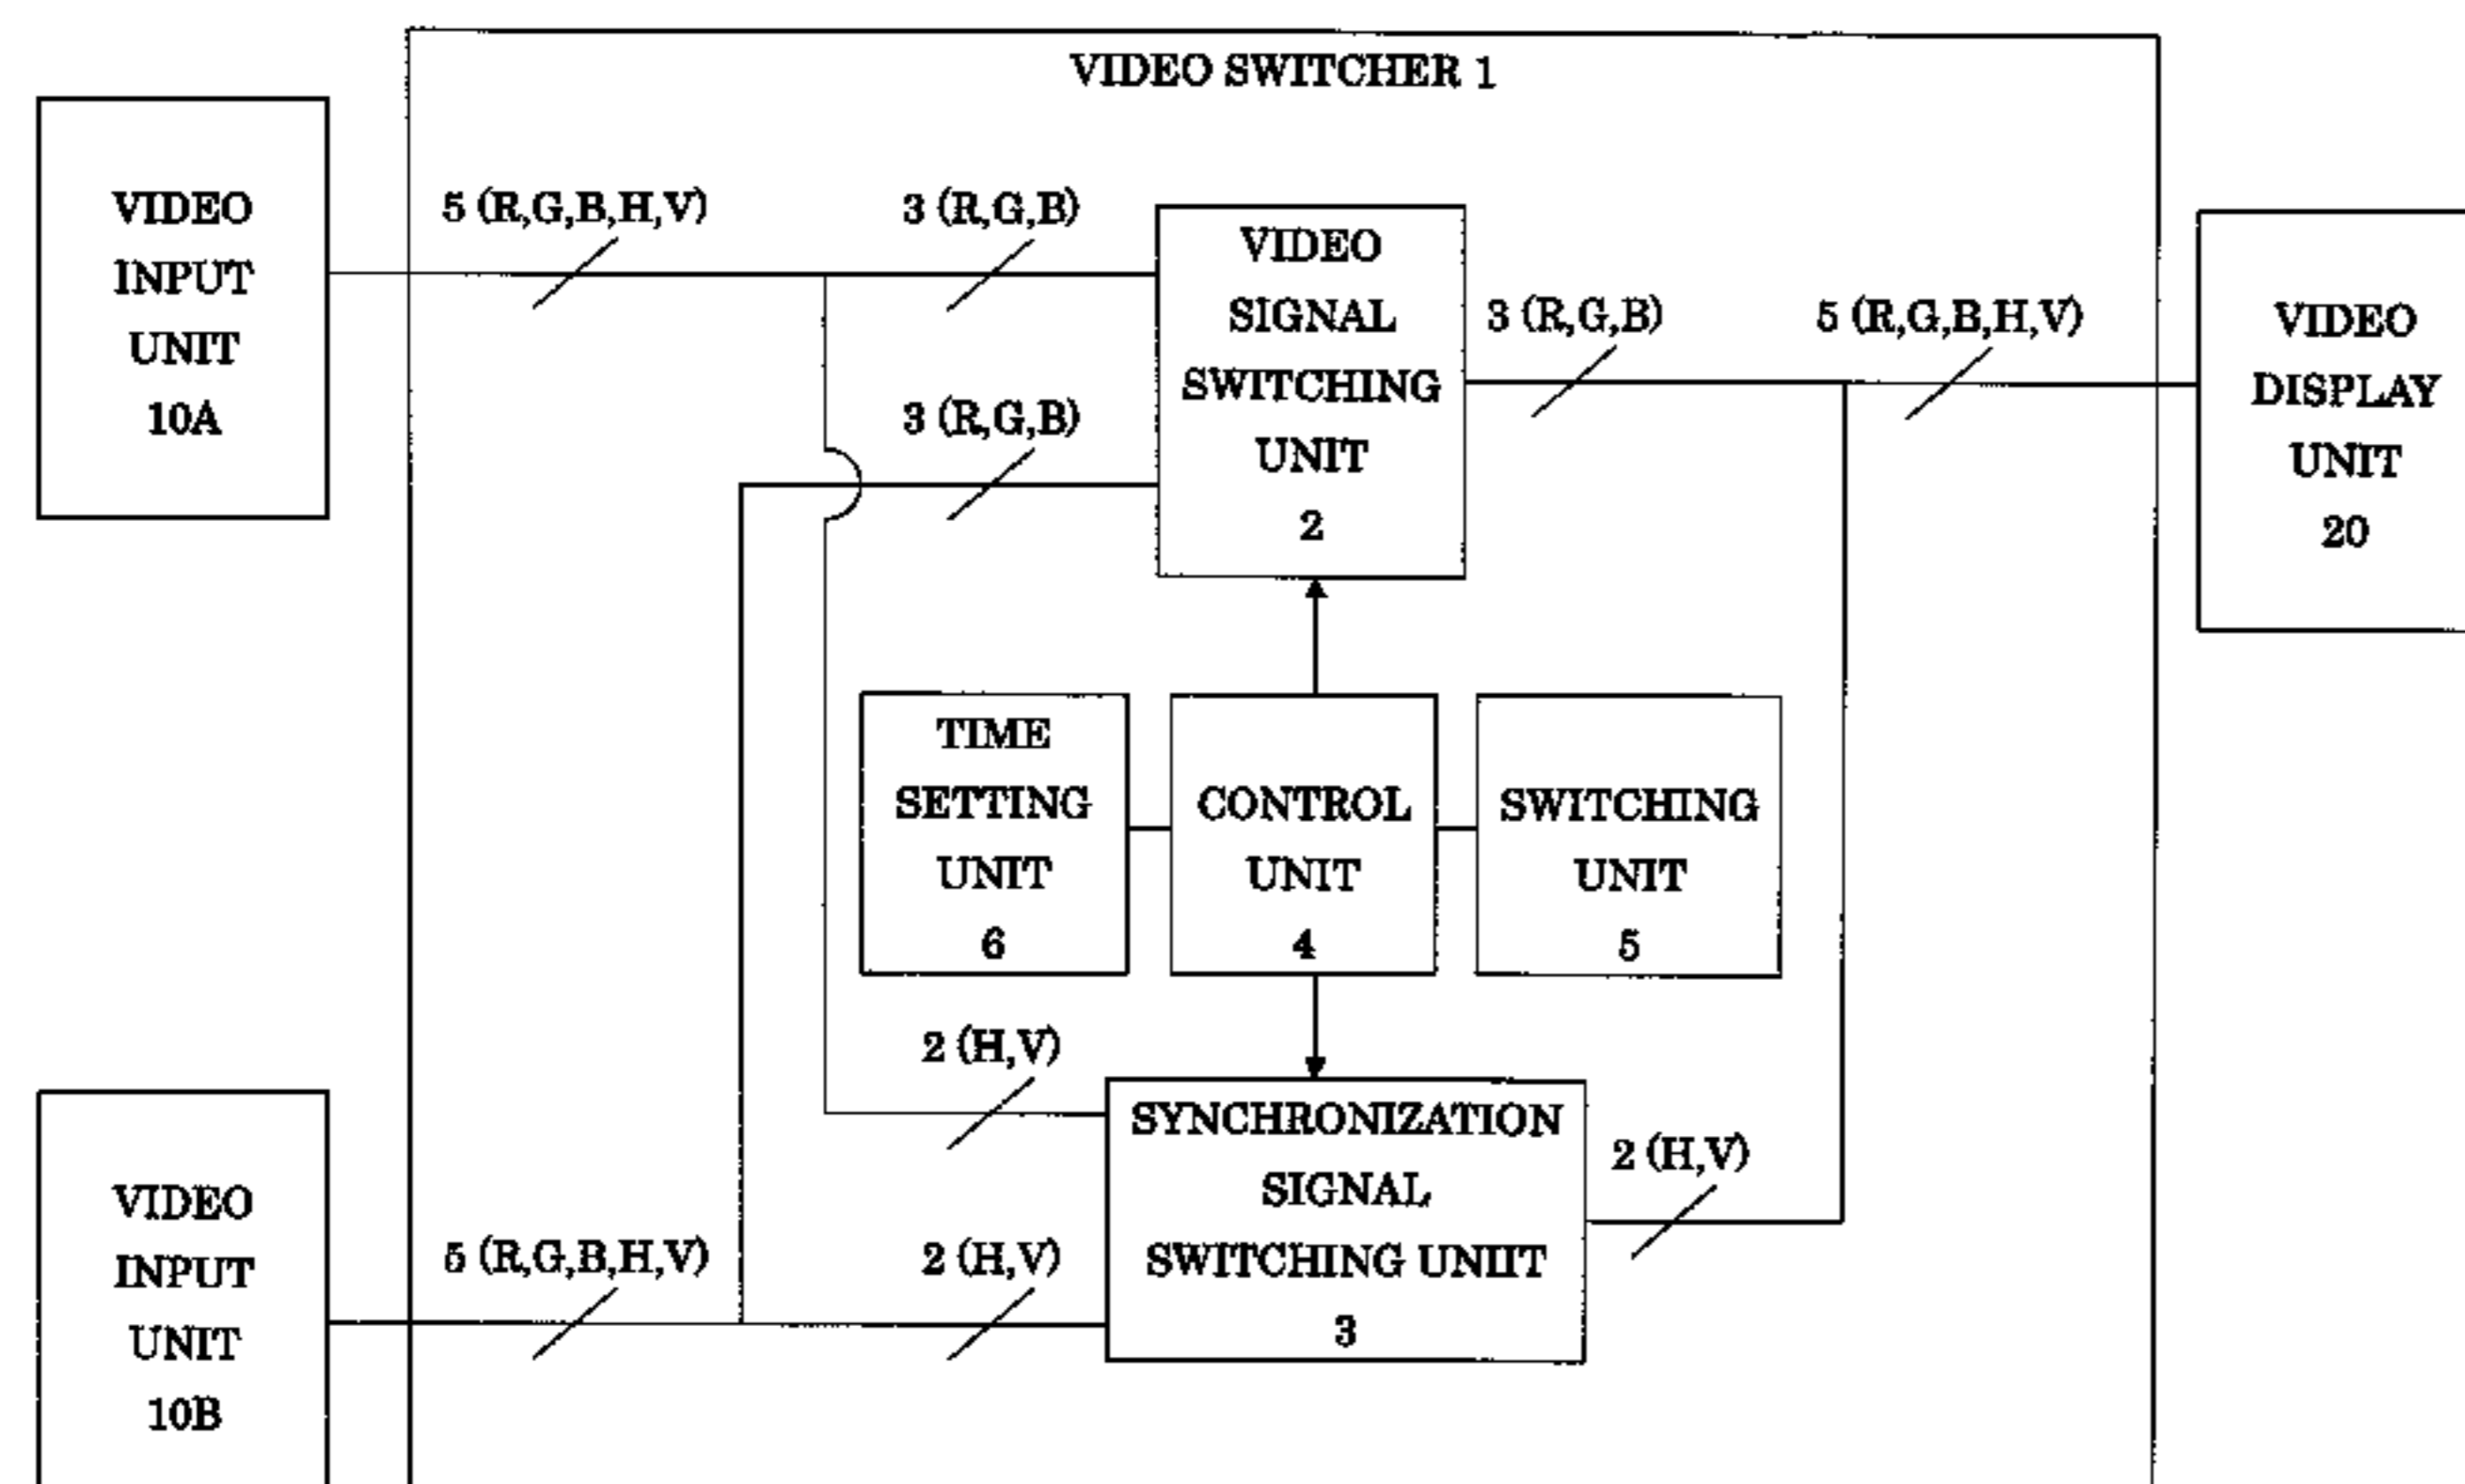 VIDEO SWITCHER 1
VIDEO
INPUT
UNIT
10A
5 (R,G,B,H,V)
3 (R,G,B)
3 (R,G,B)
VIDEO
SIGNAL
SWITCHING
UNIT
2
3 (R,G,B)
5 (R,G,B,H,V)
VIDEO
DISPLAY
UNIT
20
TIME
SETTING
UNIT
6
CONTROL
UNIT
4
SWITCHING
UNIT
5
VIDEO
INPUT
UNIT
10B
5 (R,G,B,H,V)
2 (H,V)
2 (H,V)
SYNCHRONIZATION
SIGNAL
SWITCHING UNIIT
3
2 (H,V)